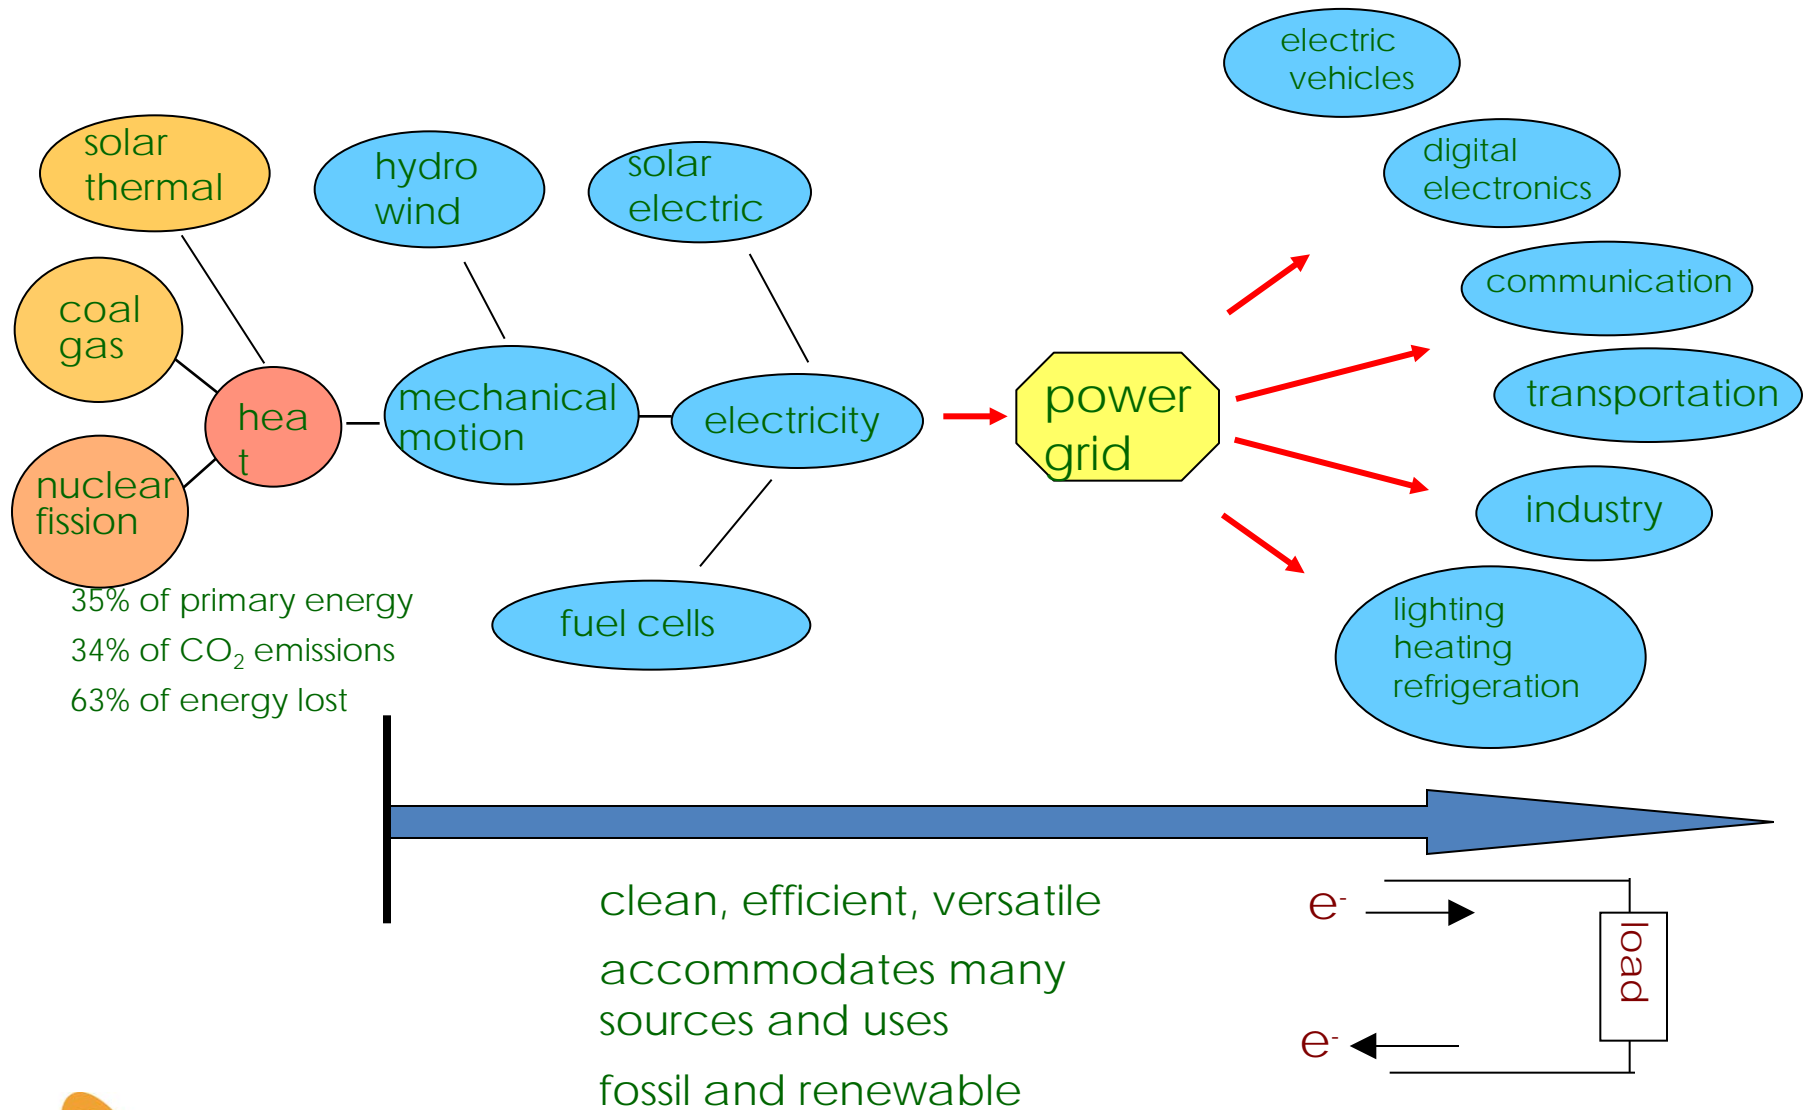 electric
vehicles
solar
thermal
hydro
wind
solar
electric
digital
electronics
coal
gas
communication
hea
t
mechanical
motion
electricity
power
grid
transportation
nuclear
fission
industry
35% of primary energy
34% of CO₂ emissions
63% of energy lost
fuel cells
lighting
heating
refrigeration
clean, efficient, versatile
accommodates many
sources and uses
fossil and renewable
e-
load
e-